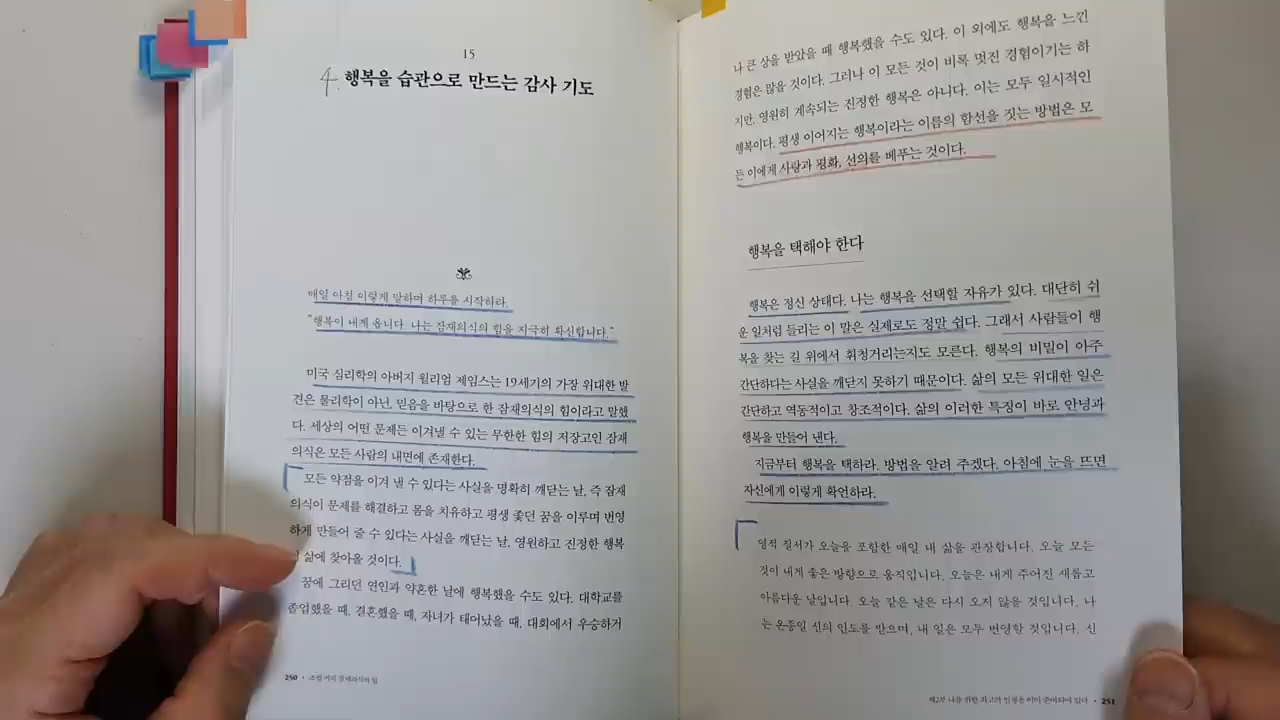 15
4. 행복을 습관으로 만드는 감사 기도
매일 아침 이렇게 말하며 하루를 시작하라.
"행복이 내게 옵니다. 나는 잠재의식의 힘을 지극히 확신합니다."
미국 심리학의 아버지 윌리엄 제임스는 19세기의 가장 위대한 발
견은 물리학이 아닌, 믿음을 바탕으로 한 잠재의식의 힘이라고 말했
다. 세상의 어떤 문제든 이겨낼 수 있는 무한한 힘의 저장고인 잠재
의식은 모든 사람의 내면에 존재한다.
모든 약점을 이겨 낼 수 있다는 사실을 명확히 깨닫는 날, 즉 잠재
의식이 문제를 해결하고 몸을 치유하고 평생 좇던 꿈을 이루며 번영
하게 만들어 줄 수 있다는 사실을 깨닫는 날, 영원하고 진정한 행복
삶에 찾아올 것이다.
꿈에 그리던 연인과 약혼한 날에 행복했을 수도 있다. 대학교를
졸업했을 때, 결혼했을 때, 자녀가 태어났을 때, 대회에서 우승하거
250 • 조셉 머피 잠재의식의 힘
나 큰 상을 받았을 때 행복했을 수도 있다. 이 외에도 행복을 느낀
경험은 많을 것이다. 그러나 이 모든 것이 비록 멋진 경험이기는 하
지만, 영원히 계속되는 진정한 행복은 아니다. 이는 모두 일시적인
행복이다. 평생 이어지는 행복이라는 이름의 함선을 짓는 방법은 모
든 이에게 사랑과 평화, 선의를 베푸는 것이다.
행복을 택해야 한다
행복은 정신 상태다. 나는 행복을 선택할 자유가 있다. 대단히 쉬
운 일처럼 들리는 이 말은 실제로도 정말 쉽다. 그래서 사람들이 행
복을 찾는 길 위에서 휘청거리는지도 모른다. 행복의 비밀이 아주
간단하다는 사실을 깨닫지 못하기 때문이다. 삶의 모든 위대한 일은
간단하고 역동적이고 창조적이다. 삶의 이러한 특징이 바로 안녕과
행복을 만들어 낸다.
지금부터 행복을 택하라. 방법을 알려 주겠다. 아침에 눈을 뜨면
자신에게 이렇게 확언하라.
영적 질서가 오늘을 포함한 매일 내 삶을 관장합니다. 오늘 모든
것이 내게 좋은 방향으로 움직입니다. 오늘은 내게 주어진 새롭고
아름다운 날입니다. 오늘 같은 날은 다시 오지 않을 것입니다. 나
는 온종일 신의 인도를 받으며, 내 일은 모두 번영할 것입니다. 신
제2부 나를 위한 최고의 인생은 이미 준비되어 있다 • 251